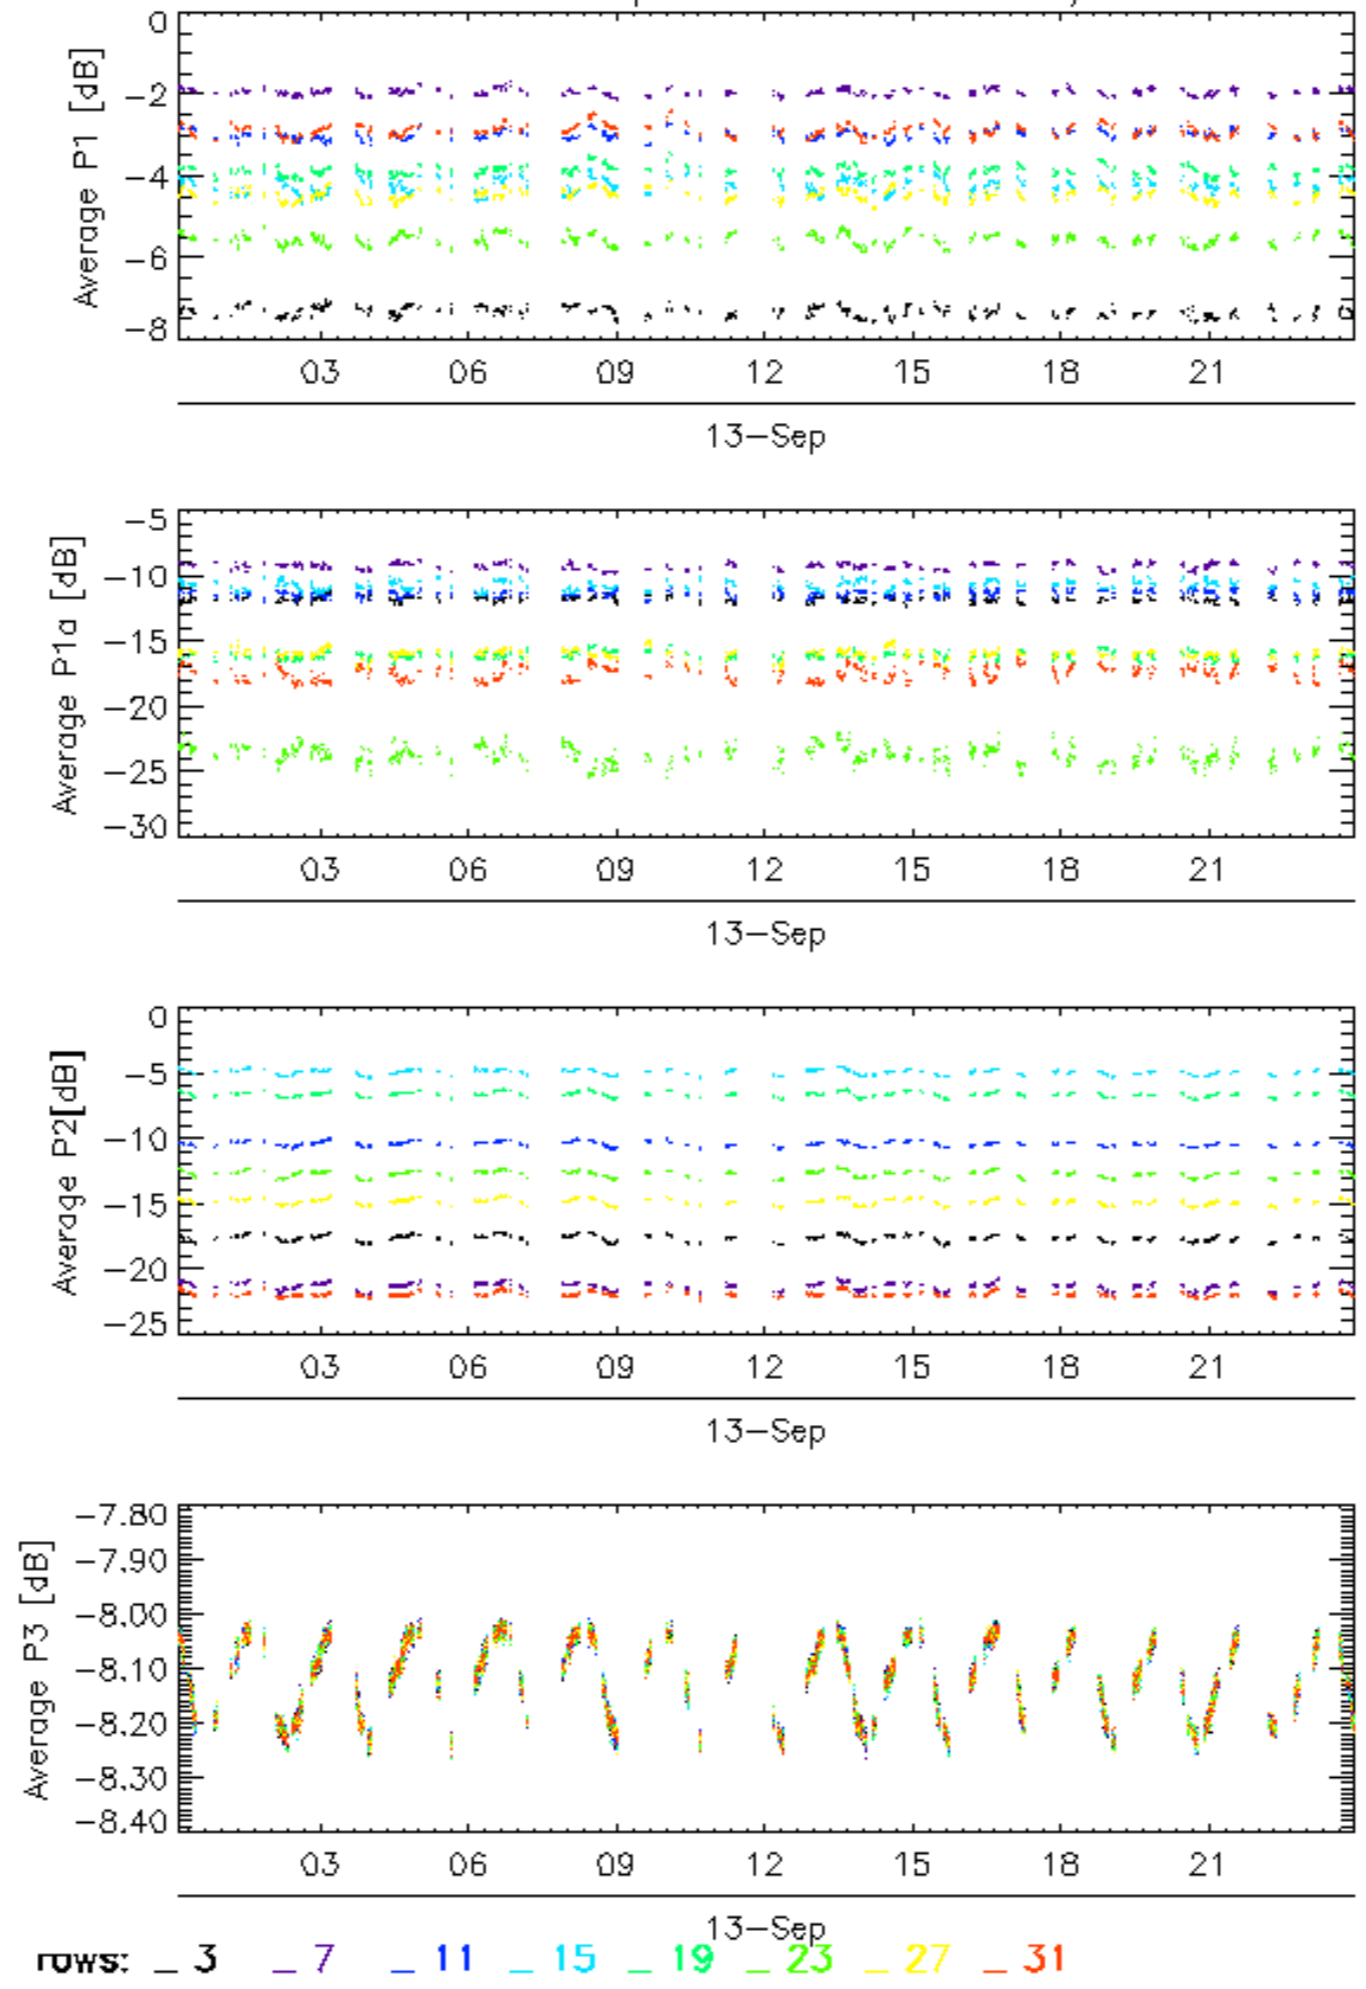 0
−2
−4
−6
−8
Average P1 [dB]
03 06 09 12 15 18 21
13−Sep
−5
−10
−15
−20
−25
−30
Average P1a [dB]
03 06 09 12 15 18 21
13−Sep
0
−5
−10
−15
−20
−25
Average P2[dB]
03 06 09 12 15 18 21
13−Sep
−7.80
−7.90
−8.00
−8.10
−8.20
−8.30
−8.40
Average P3 [dB]
03 06 09 12 15 18 21
13−Sep
rows: _ 3 _ 7 _ 11 _ 15 _ 19 _ 23 _ 27 _ 31